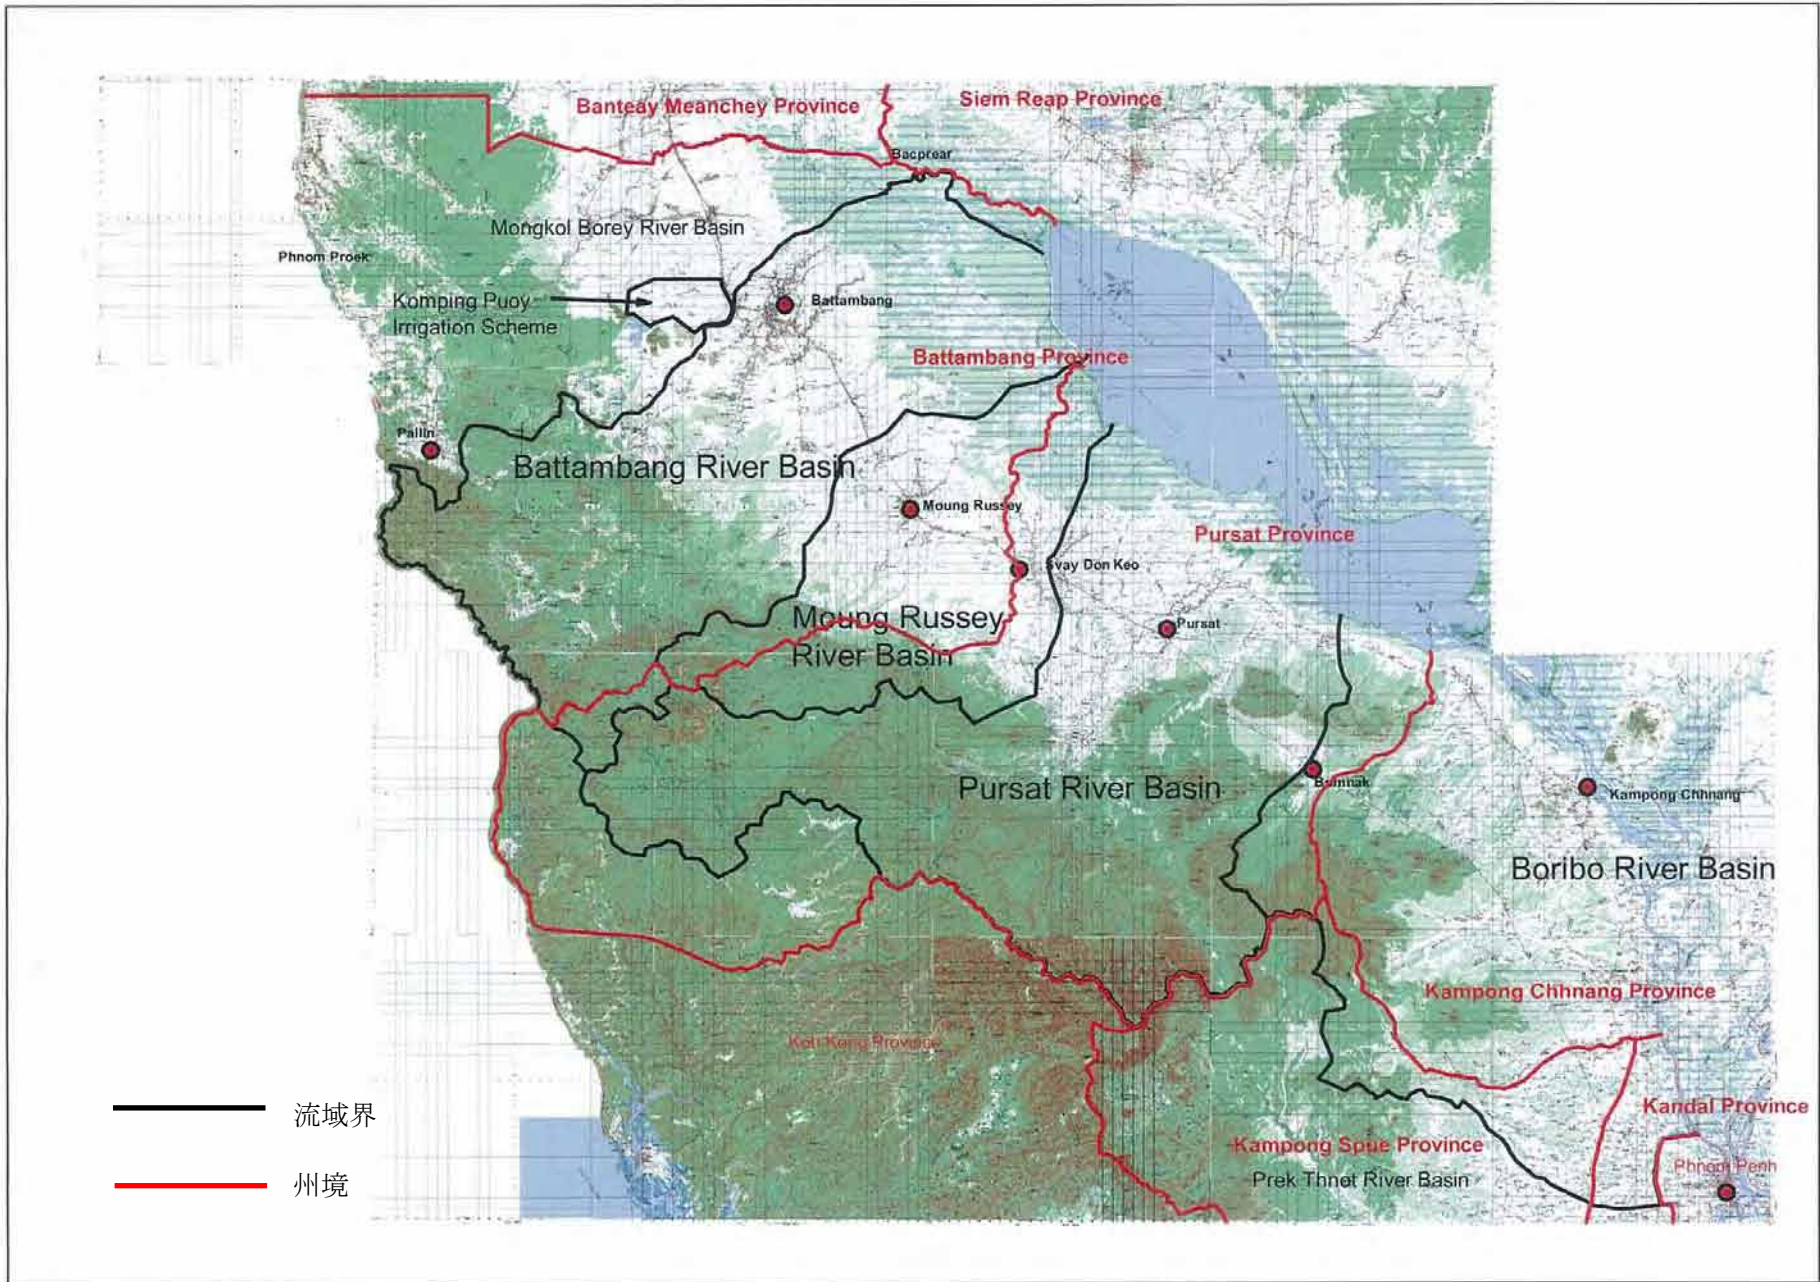 Banteay Meanchey Province
Siem Reap Province
Bacprear
Mongkol Borey River Basin
Phnom Proek
Komping Puoy
Irrigation Scheme
Battambang
Battambang Province
Pailin
Battambang River Basin
Moung Russey
Pursat Province
Svay Don Keo
Moung Russey
River Basin
Pursat
Pursat River Basin
Bamnak
Kampong Chhnang
Boribo River Basin
Kampong Chhnang Province
Koh Kong Province
流域界
Kandal Province
Kampong Spue Province
Phnom Penh
Prek Thnot River Basin
州境